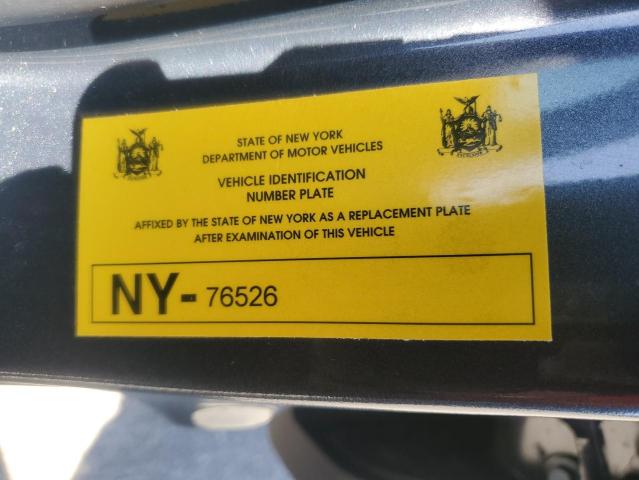 STATE OF NEW YORK
DEPARTMENT OF MOTOR VEHICLES
VEHICLE IDENTIFICATION
NUMBER PLATE
AFFIXED BY THE STATE OF NEW YORK AS A REPLACEMENT PLATE
AFTER EXAMINATION OF THIS VEHICLE
NY- 76526